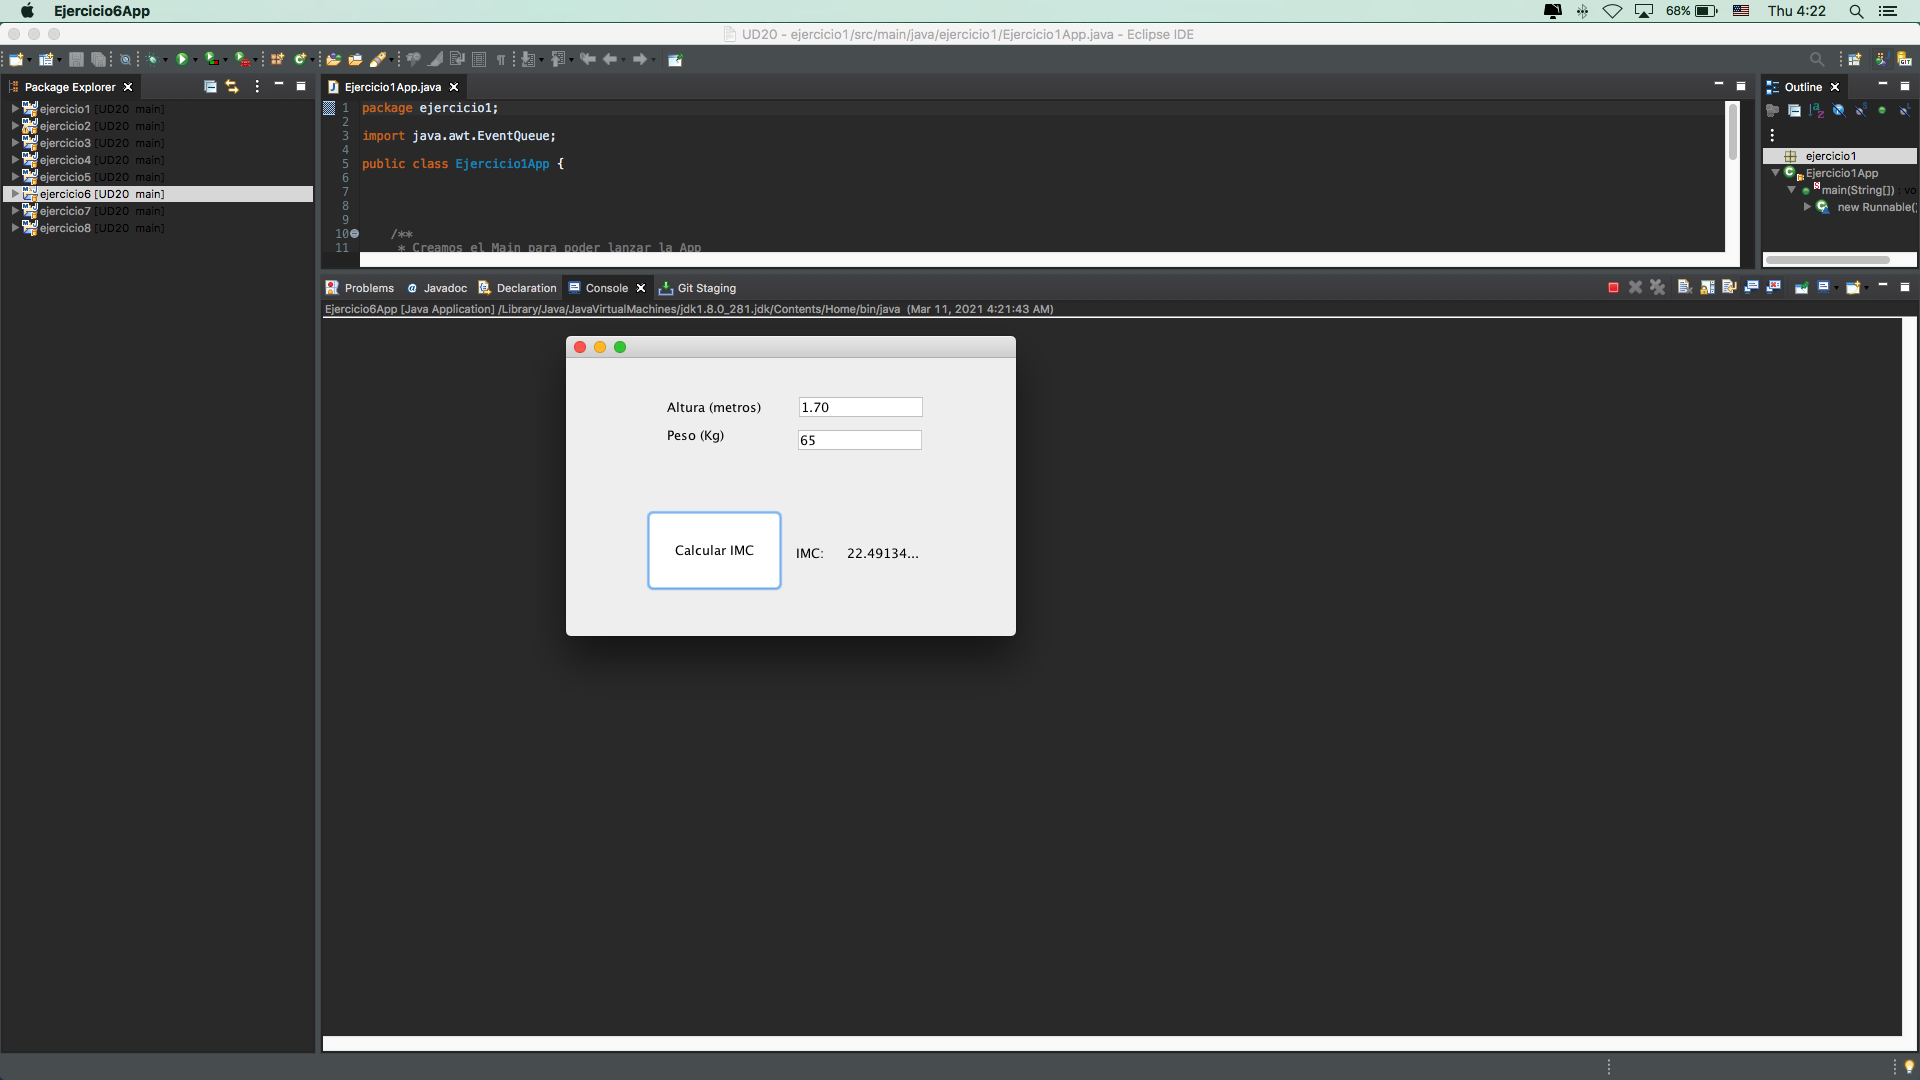 Ejercicio6App
68%
Thu 4:22
UD20 - ejercicio1/src/main/java/ejercicio1/Ejercicio1App.java - Eclipse IDE
Package Explorer
ejercicio1 [UD20 main]
ejercicio2 [UD20 main]
ejercicio3 [UD20 main]
ejercicio4 [UD20 main]
ejercicio5 [UD20 main]
ejercicio6 [UD20 main]
ejercicio7 [UD20 main]
ejercicio8 [UD20 main]
Ejercicio1App.java
1 package ejercicio1;
2
3 import java.awt.EventQueue;
4
5 public class Ejercicio1App {
6
7
8
9
10 /**
11 * Creamos el Main para poder lanzar la App
Outline
ejercicio1
Ejercicio1App
main(String[]) : vo
new Runnable()
Problems
Javadoc
Declaration
Console
Git Staging
Ejercicio6App [Java Application] /Library/Java/JavaVirtualMachines/jdk1.8.0_281.jdk/Contents/Home/bin/java (Mar 11, 2021 4:21:43 AM)
Altura (metros)
1.70
Peso (Kg)
65
Calcular IMC
IMC:
22.49134...